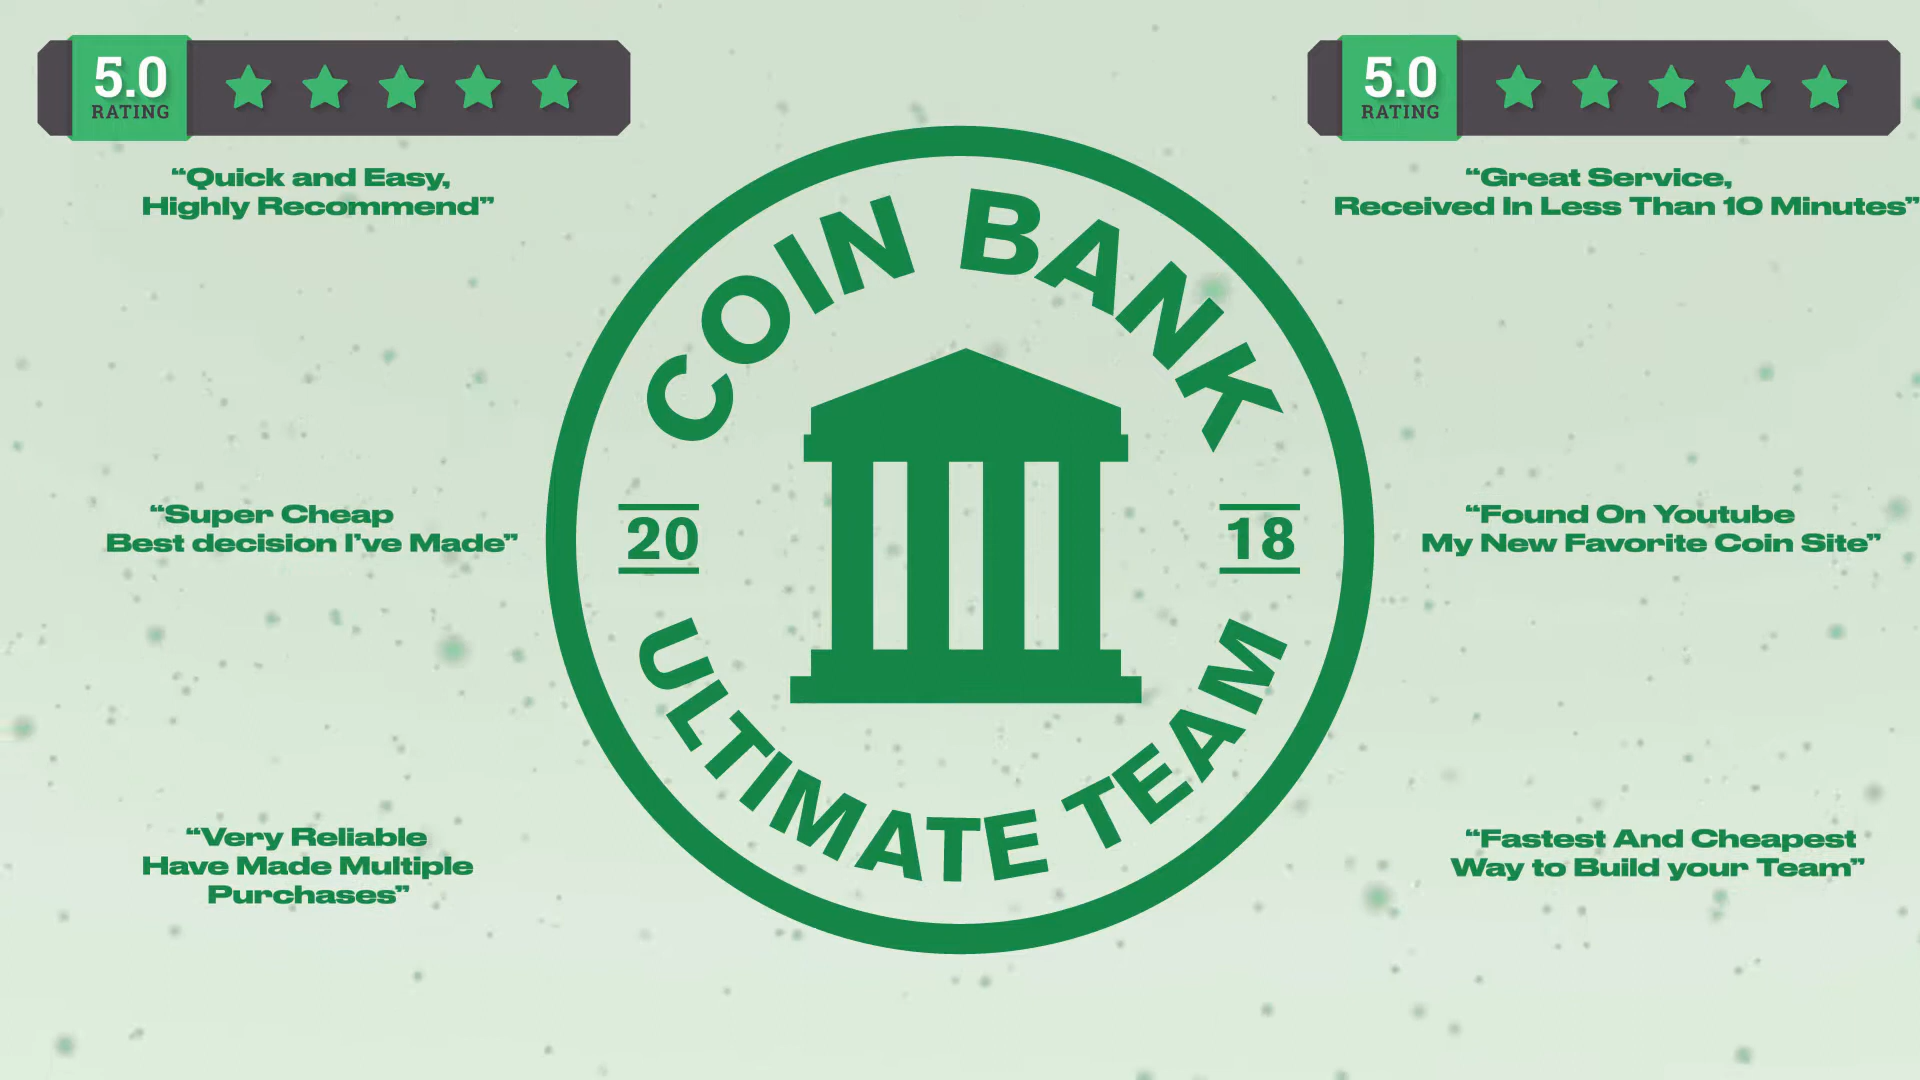 5.0
RATING
“Quick and Easy,
Highly Recommend”
“Super Cheap
Best decision I’ve Made”
“Very Reliable
Have Made Multiple
Purchases”
COIN BANK
20
18
ULTIMATE TEAM
5.0
RATING
“Great Service,
Received In Less Than 10 Minutes”
“Found On Youtube
My New Favorite Coin Site”
“Fastest And Cheapest
Way to Build your Team”